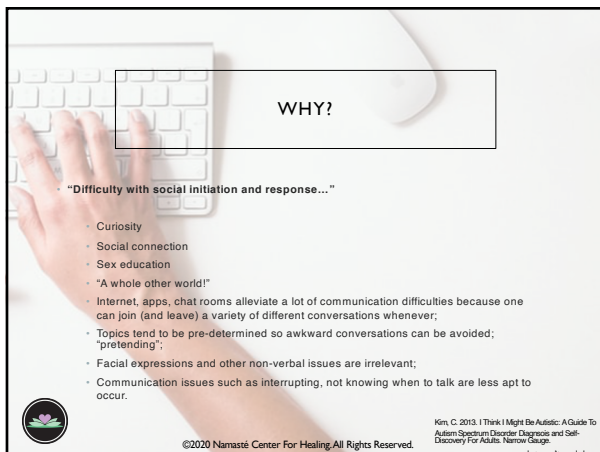 WHY?
“Difficulty with social initiation and response…”
Curiosity
Social connection
Sex education
“A whole other world!”
Internet, apps, chat rooms alleviate a lot of communication difficulties because one
can join (and leave) a variety of different conversations whenever;
Topics tend to be pre-determined so awkward conversations can be avoided;
“pretending”;
Facial expressions and other non-verbal issues are irrelevant;
Communication issues such as interrupting, not knowing when to talk are less apt to
occur.
Kim, C. 2013. I Think I Might Be Autistic: A Guide To
Autism Spectrum Disorder Diagnosis and Self-
Discovery For Adults. Narrow Gauge.
©2020 Namasté Center For Healing. All Rights Reserved.